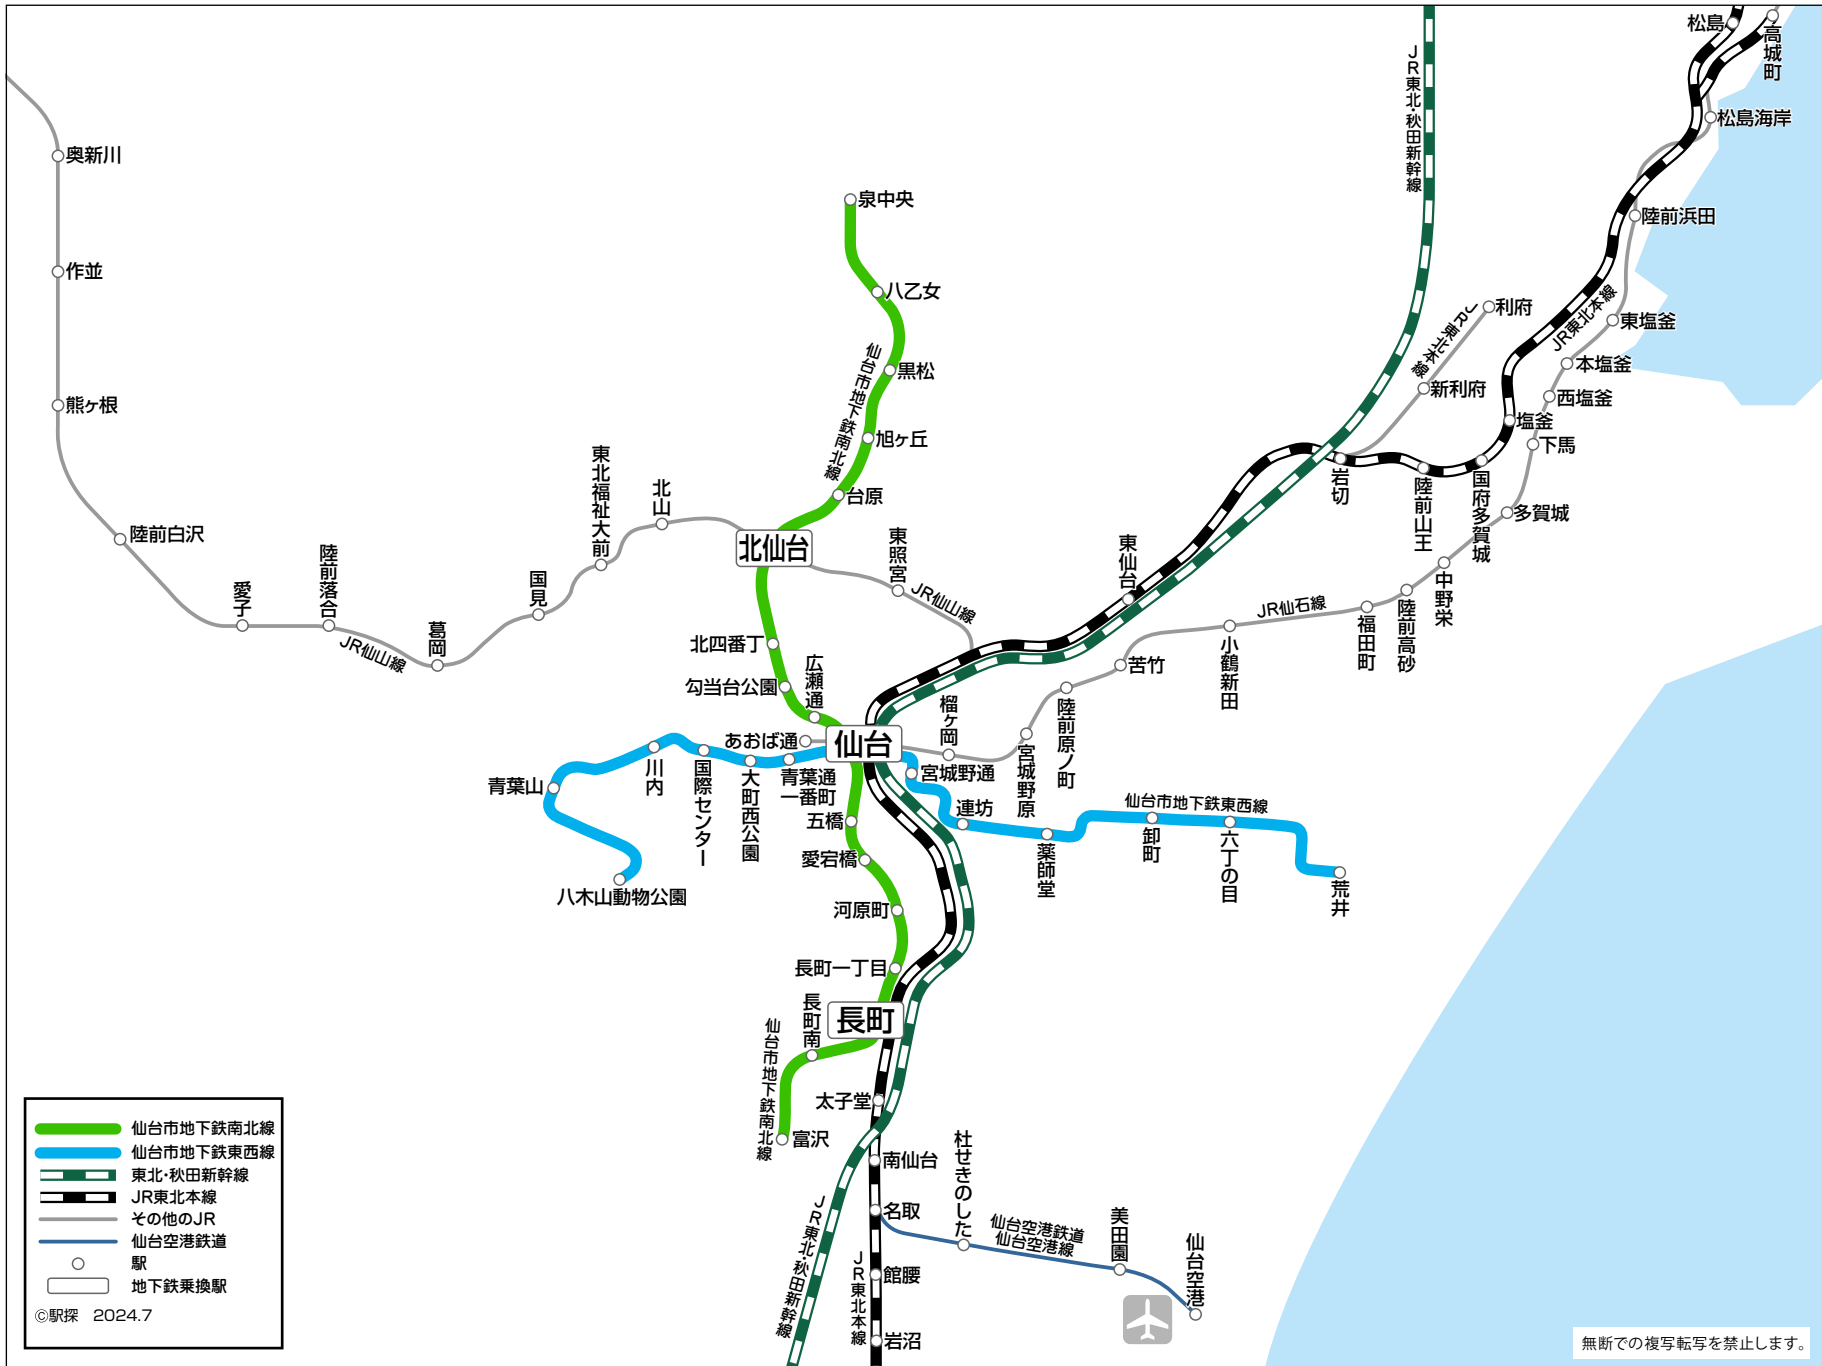 松島
高城町
松島海岸
陸前浜田
東塩釜
本塩釜
西塩釜
下馬
多賀城
中野栄
陸前高砂
福田町
JR仙石線
小鶴新田
苦竹
陸前原ノ町
宮城野原
榴ヶ岡
あおば通
JR東北・秋田新幹線
JR東北本線
利府
JR東北本線
新利府
塩釜
国府多賀城
陸前山王
岩切
東仙台
奥新川
作並
熊ヶ根
陸前白沢
愛子
陸前落合
JR仙山線
葛岡
国見
東北福祉大前
北山
北仙台
東照宮
JR仙山線
泉中央
八乙女
黒松
仙台市地下鉄南北線
旭ヶ丘
台原
北四番丁
勾当台公園
広瀬通
仙台
五橋
愛宕橋
河原町
長町一丁目
長町
長町南
仙台市地下鉄南北線
富沢
八木山動物公園
青葉山
川内
国際センター
大町西公園
青葉通
一番町
宮城野通
連坊
薬師堂
仙台市地下鉄東西線
卸町
六丁の目
荒井
太子堂
南仙台
名取
館腰
岩沼
JR東北・秋田新幹線
JR東北本線
杜せきのした
仙台空港鉄道
仙台空港線
美田園
仙台空港
仙台市地下鉄南北線
仙台市地下鉄東西線
東北・秋田新幹線
JR東北本線
その他のJR
仙台空港鉄道
駅
地下鉄乗換駅
©駅探 2024.7
無断での複写転写を禁止します。